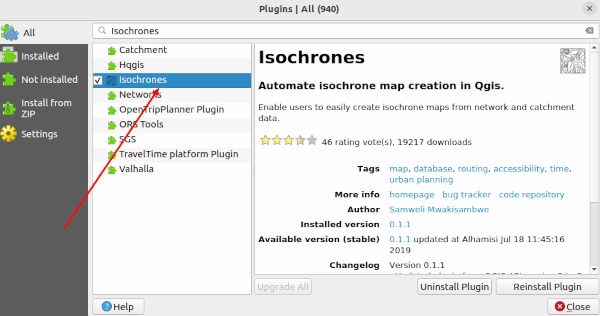 Plugins | All (940)
All
Installed
Not installed
Install from
ZIP
Settings
Isochrones
Catchment
Hqgis
Isochrones
Networks
OpenTripPlanner Plugin
ORS Tools
SGS
TravelTime platform Plugin
Valhalla
Isochrones
Automate isochrone map creation in Qgis.
Enable users to easily create isochrone maps from network and catchment
data.
46 rating vote(s), 19217 downloads
Tags map, database, routing, accessibility, time,
urban planning
More info homepage bug tracker code repository
Author Samweli Mwakisambwe
Installed version 0.1.1
Available version (stable) 0.1.1 updated at Alhamisi Jul 18 11:45:16
2019
Changelog Version 0.1.1
Upgrade All
Uninstall Plugin
Reinstall Plugin
Help
Close